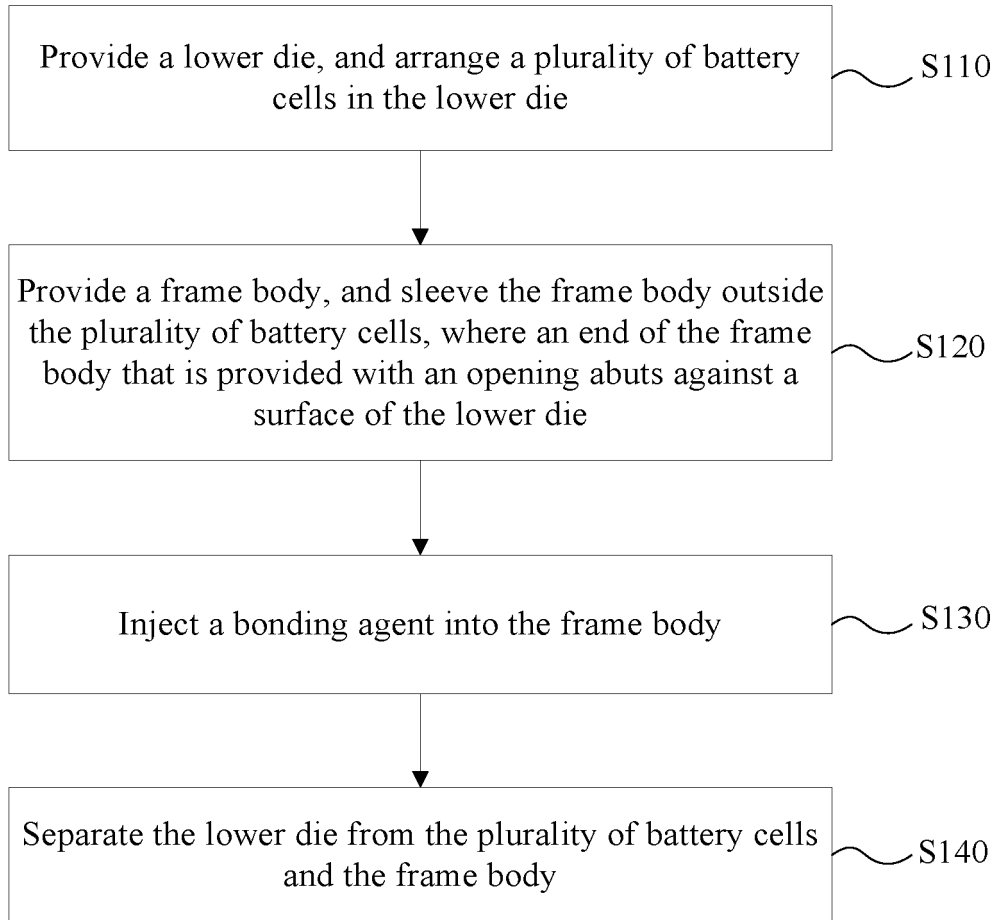 Provide a lower die, and arrange a plurality of battery
cells in the lower die
S110
Provide a frame body, and sleeve the frame body outside
the plurality of battery cells, where an end of the frame
body that is provided with an opening abuts against a
surface of the lower die
S120
Inject a bonding agent into the frame body
S130
Separate the lower die from the plurality of battery cells
and the frame body
S140